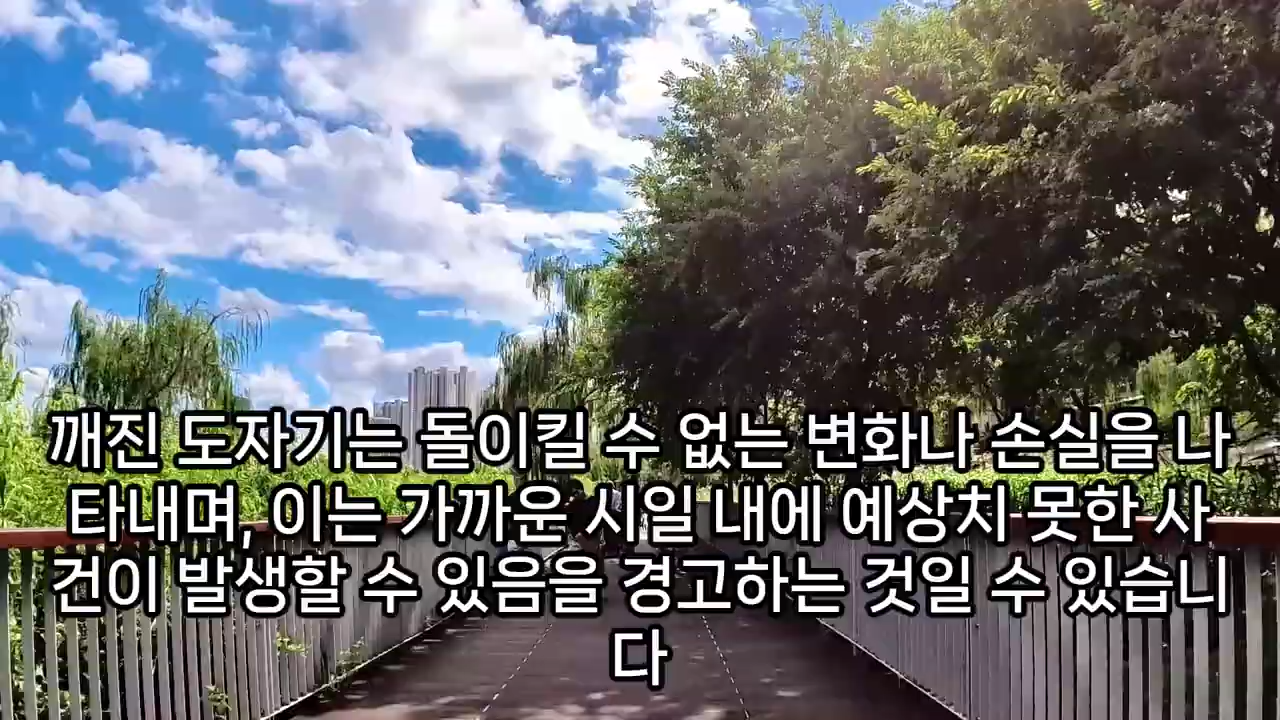 깨진 도자기는 돌이킬 수 없는 변화나 손실을 나
타내며, 이는 가까운 시일 내에 예상치 못한 사
건이 발생할 수 있음을 경고하는 것일 수 있습니
다